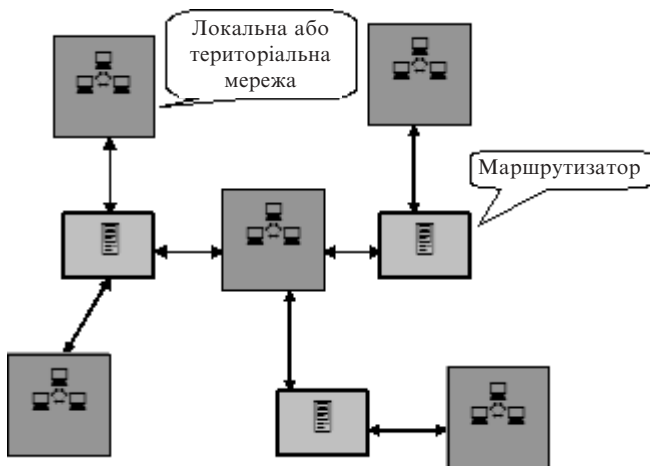 Локальна або
територіальна
мережа
Маршрутизатор